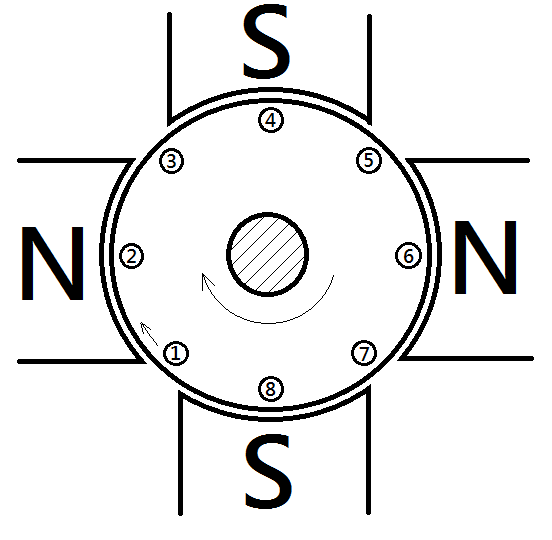 S
④
③ ⑤
N ② ⑥ N
① ⑦
⑧
S